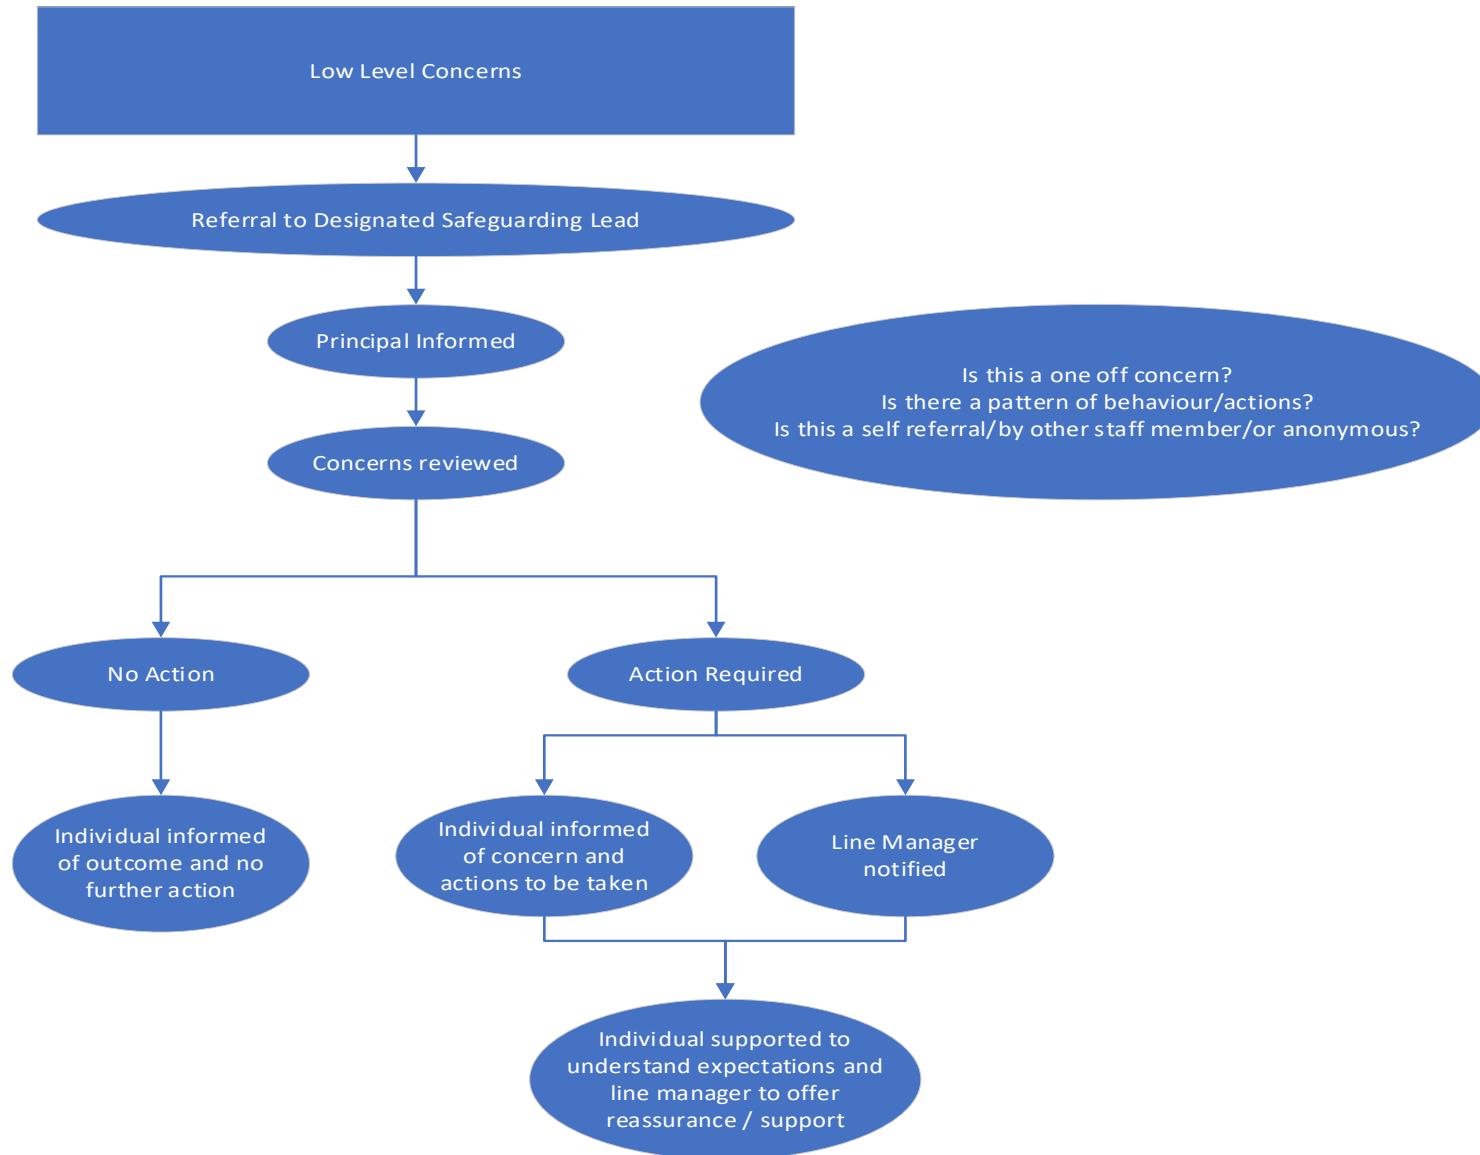 Low Level Concerns
Referral to Designated Safeguarding Lead
Principal Informed
Is this a one off concern?
Is there a pattern of behaviour/actions?
Is this a self referral/by other staff member/or anonymous?
Concerns reviewed
No Action
Action Required
Individual informed
of outcome and no
further action
Individual informed
of concern and
actions to be taken
Line Manager
notified
Individual supported to
understand expectations and
line manager to offer
reassurance / support